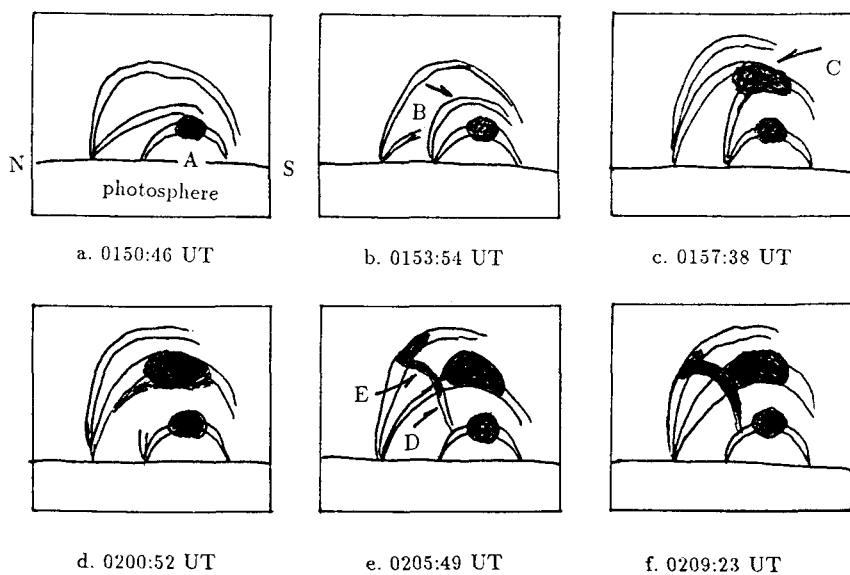 N
A
S
photosphere
B
C
a. 0150:46 UT
b. 0153:54 UT
c. 0157:38 UT
E
D
d. 0200:52 UT
e. 0205:49 UT
f. 0209:23 UT